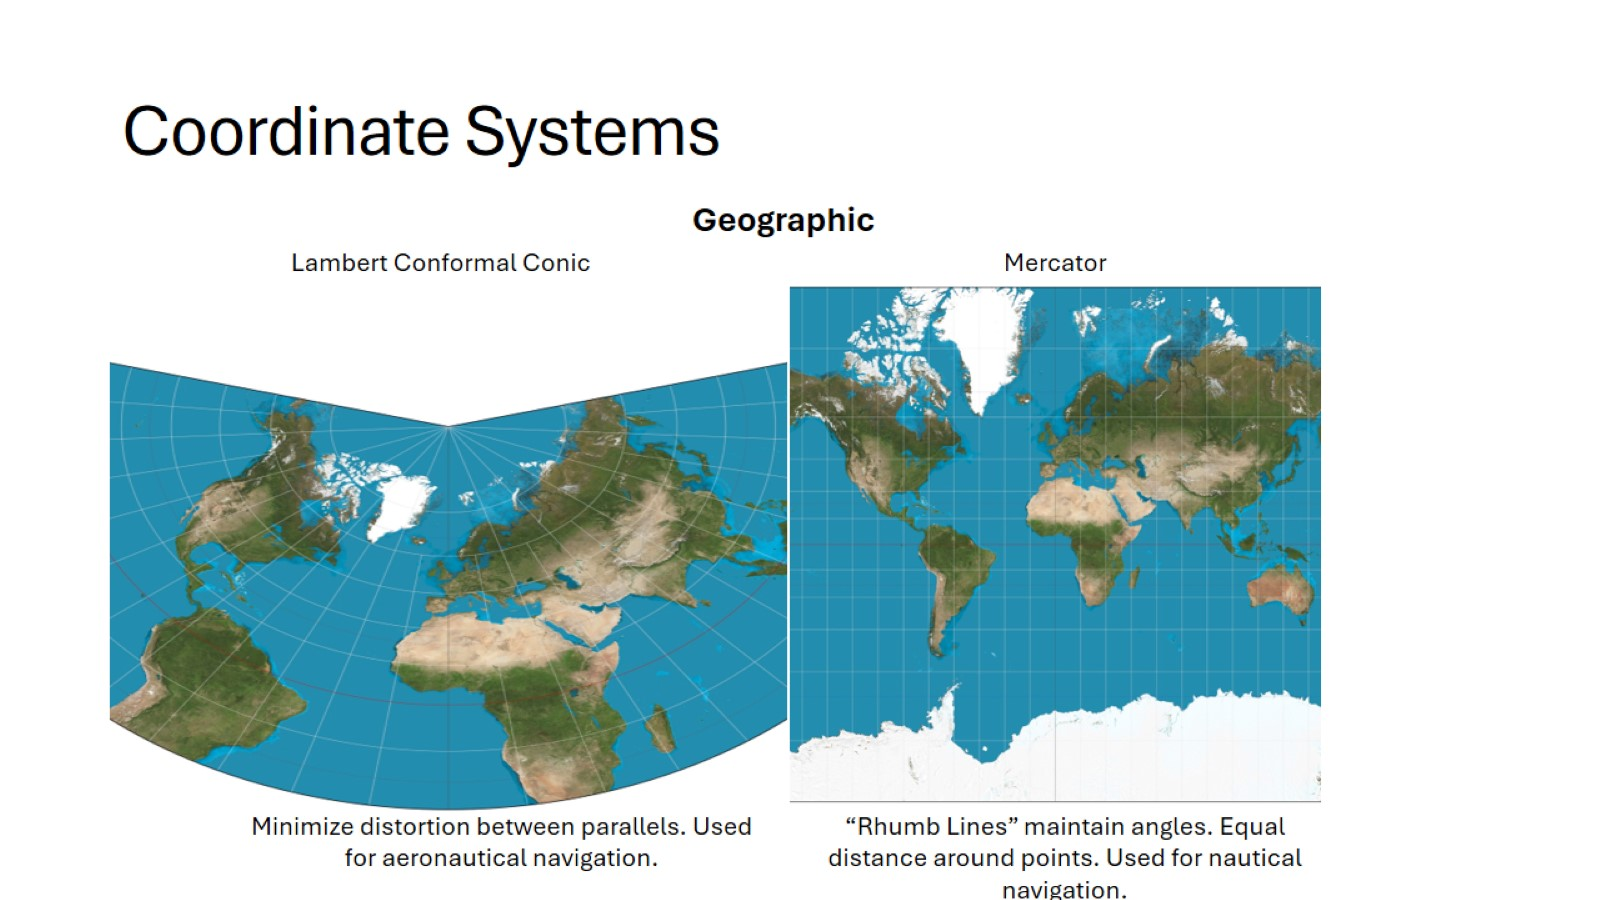 Coordinate Systems
Geographic
Lambert Conformal Conic
Mercator
Minimize distortion between parallels. Used
for aeronautical navigation.
“Rhumb Lines” maintain angles. Equal
distance around points. Used for nautical
navigation.